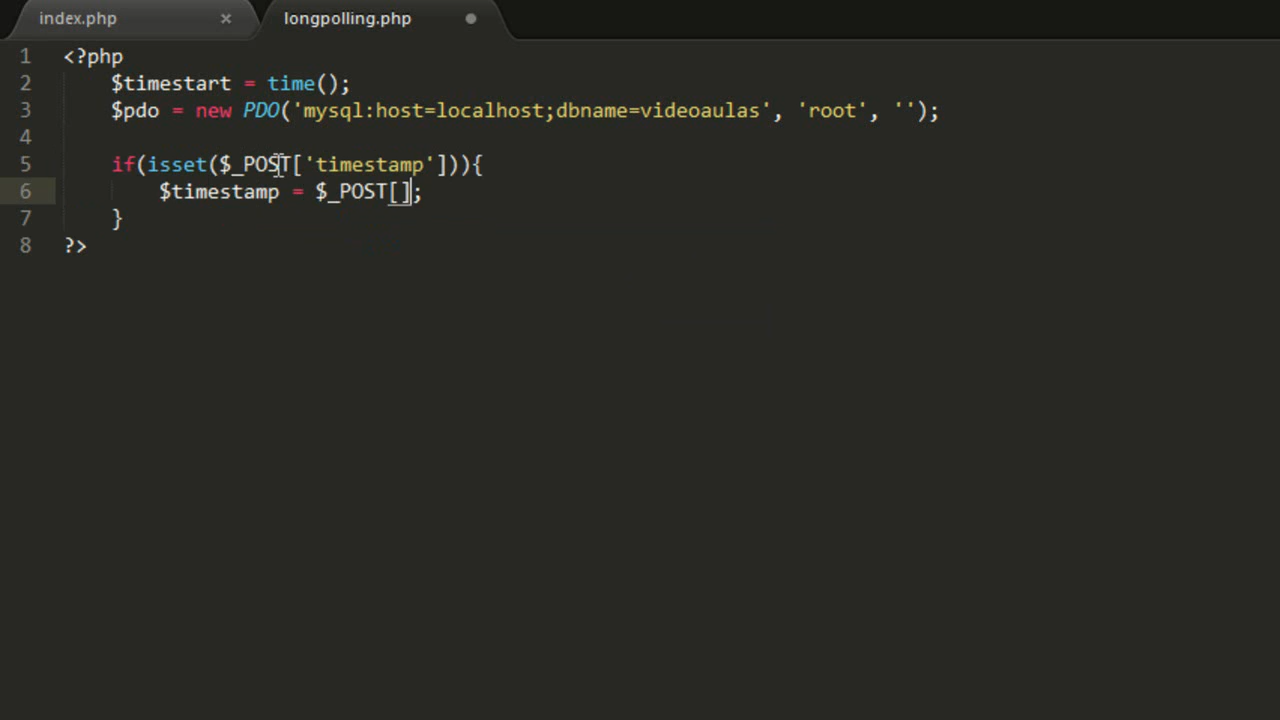 index.php × longpolling.php
1 <?php
2 $timestart = time();
3 $pdo = new PDO('mysql:host=localhost;dbname=videoaulas', 'root', '');
4
5 if(isset($_POST['timestamp'])){
6 $timestamp = $_POST[];
7 }
8 ?>